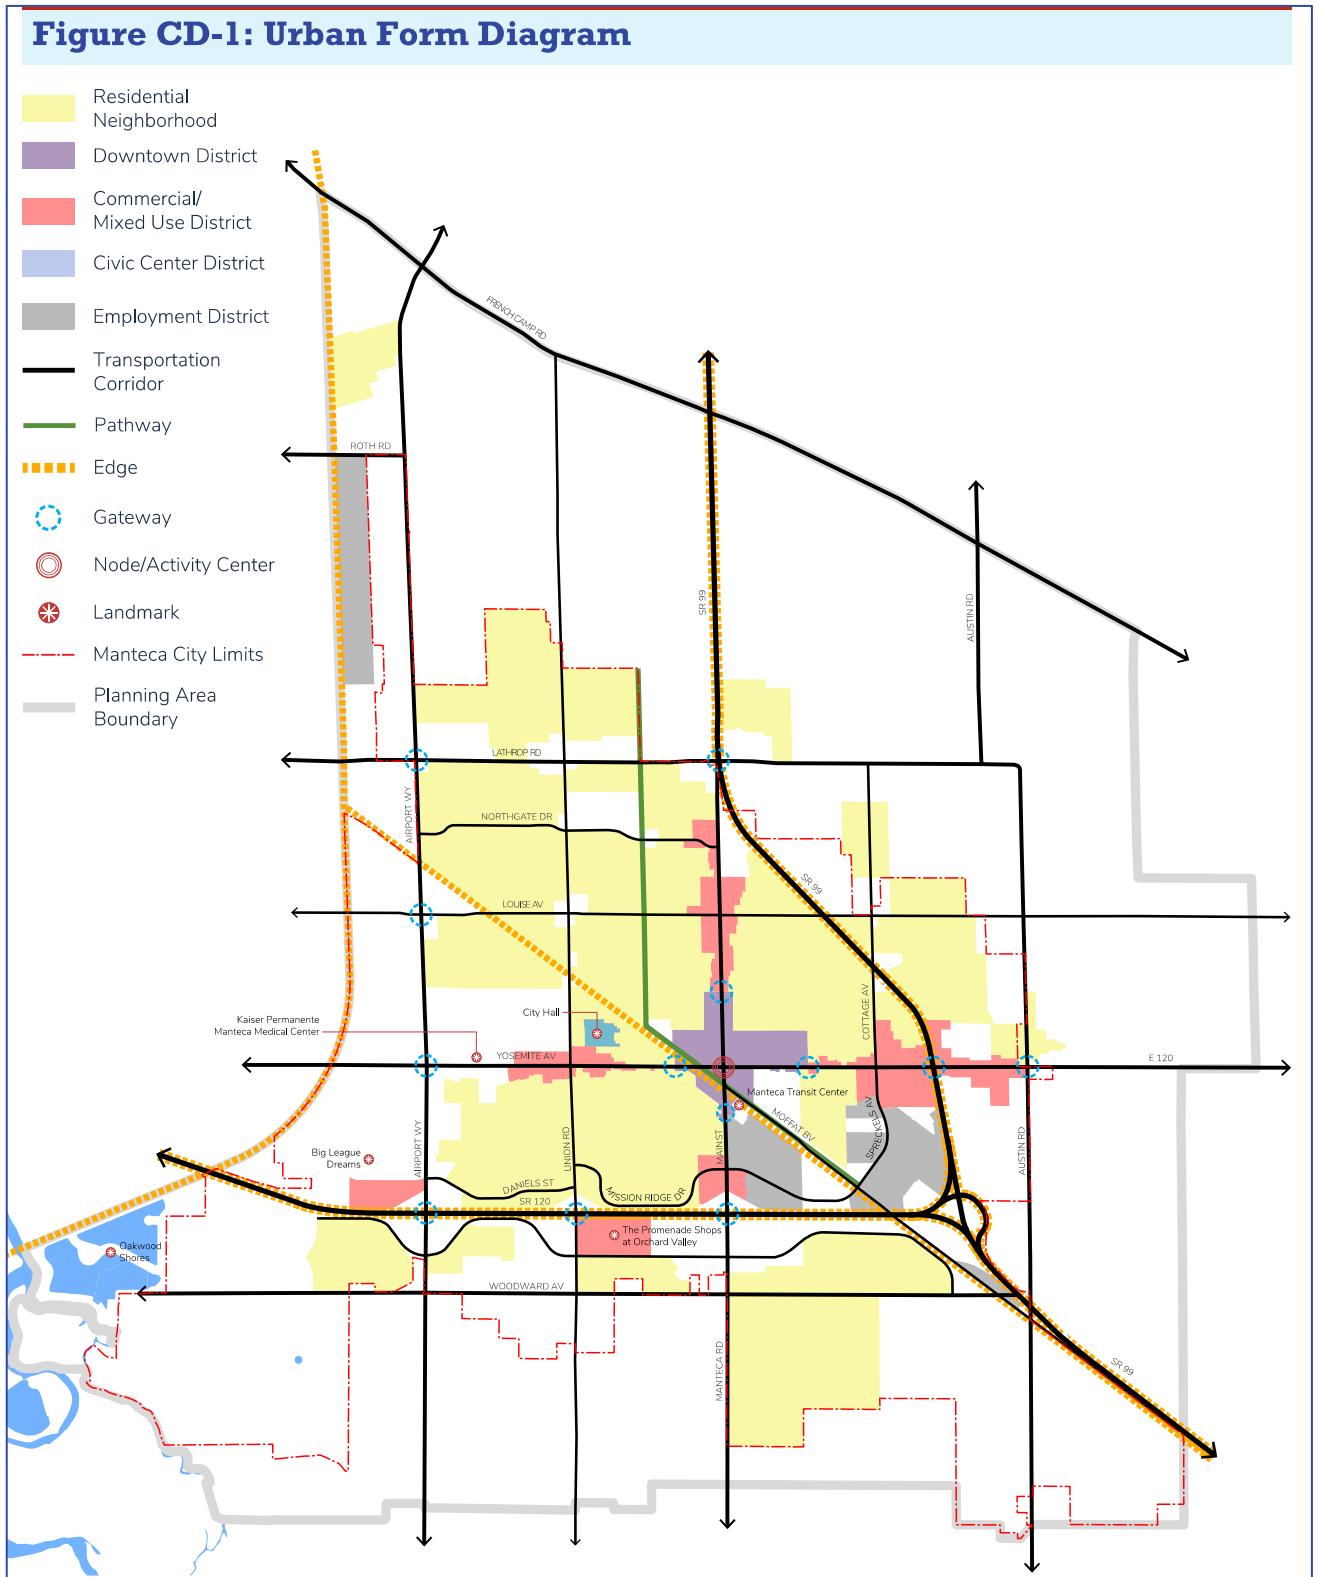 Figure CD-1: Urban Form Diagram
Residential
Neighborhood
Downtown District
Commercial/
Mixed Use District
Civic Center District
Employment District
Transportation
Corridor
Pathway
Edge
Gateway
Node/Activity Center
Landmark
Manteca City Limits
Planning Area
Boundary
FRENCH CAMP RD
ROTH RD
SR 99
AUSTIN RD
LATHROP RD
AIRPORT WY
NORTHGATE DR
SR 99
LOUISE AV
COTTAGE AV
City Hall
Kaiser Permanente
Manteca Medical Center
YOSEMITE AV
E 120
Manteca Transit Center
MOFFAT BV
SPRECKELS AV
AIRPORT WY
UNION RD
MAIN ST
AUSTIN RD
Big League
Dreams
DANIELS ST
MISSION RIDGE DR
SR 120
The Promenade Shops
at Orchard Valley
Oakwood
Shores
WOODWARD AV
MANTECA RD
SR 99